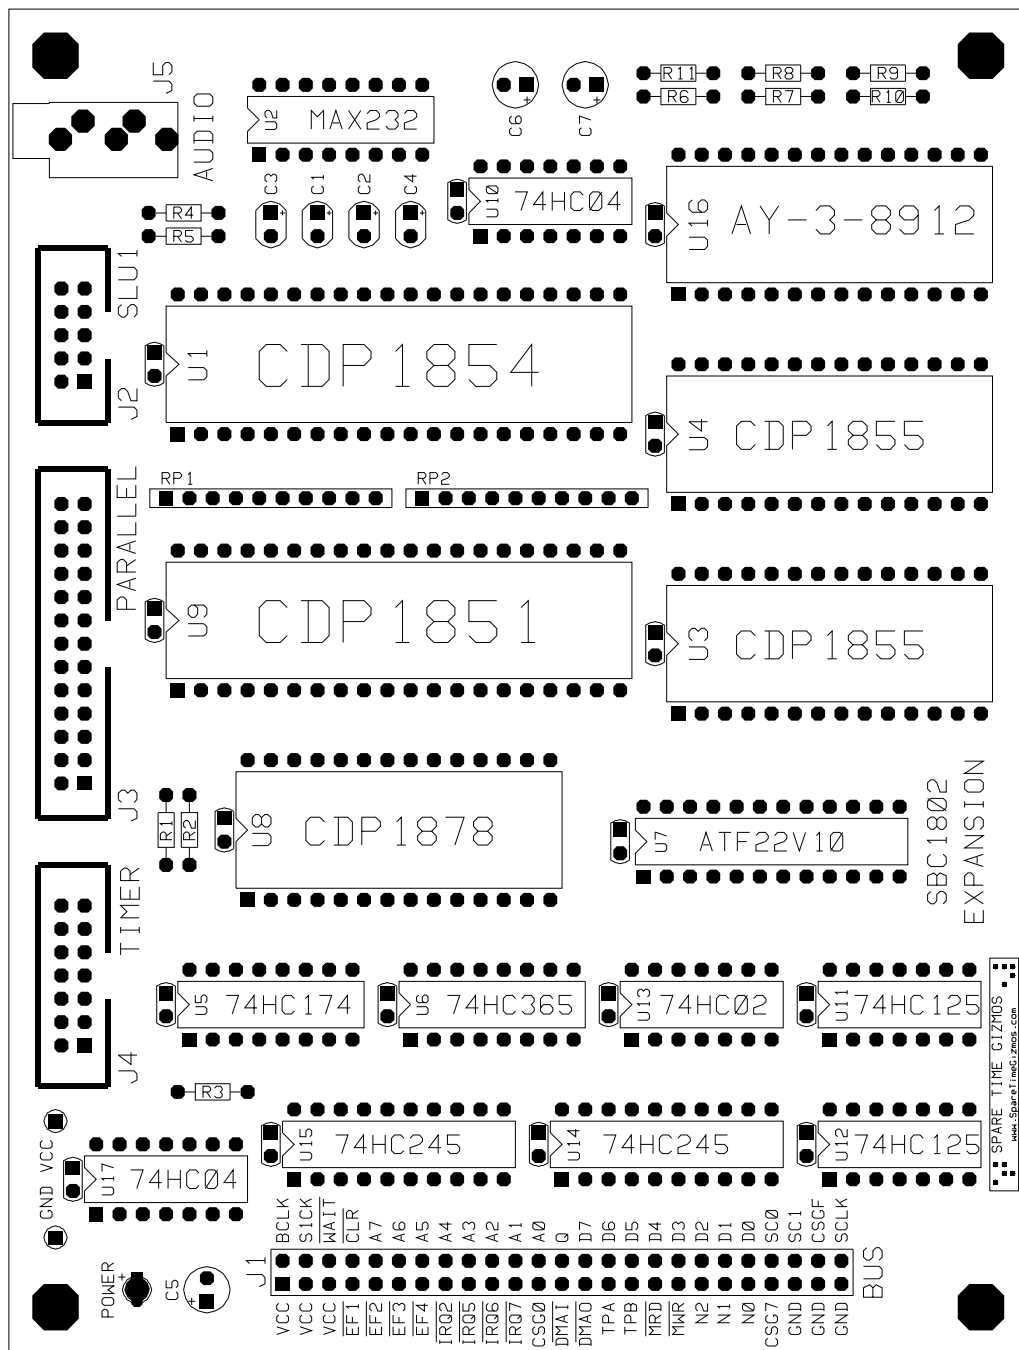 J5
AUDIO
U2
MAX232
C6
C7
R11
R6
R8
R7
R9
R10
C3
C1
C2
C4
U10
74HC04
U16
AY-3-8912
R4
R5
SLU1
J2
U1
CDP1854
U4
CDP1855
RP1
RP2
PARALLEL
J3
U9
CDP1851
U3
CDP1855
R1
R2
U8
CDP1878
U7
ATF22V10
SBC1802
EXPANSION
TIMER
J4
U5
74HC174
U6
74HC365
U13
74HC02
U11
74HC125
SPARE TIME GIZMOS
www.SpareTimeGizmos.com
R3
GND VCC
U17
74HC04
U15
74HC245
U14
74HC245
U12
74HC125
POWER
C5
J1
BUS
BCLK
S1CK
WAIT
CLR
A7
A6
A5
A4
A3
A2
A1
A0
Q
D7
D6
D5
D4
D3
D2
D1
D0
SC0
SC1
CSGF
SCLK
VCC
VCC
VCC
EF1
EF2
EF3
EF4
IRQ2
IRQ5
IRQ6
IRQ7
CSG0
DMAI
DMAO
TPA
TPB
MRD
MWR
N2
N1
N0
CSG7
GND
GND
GND